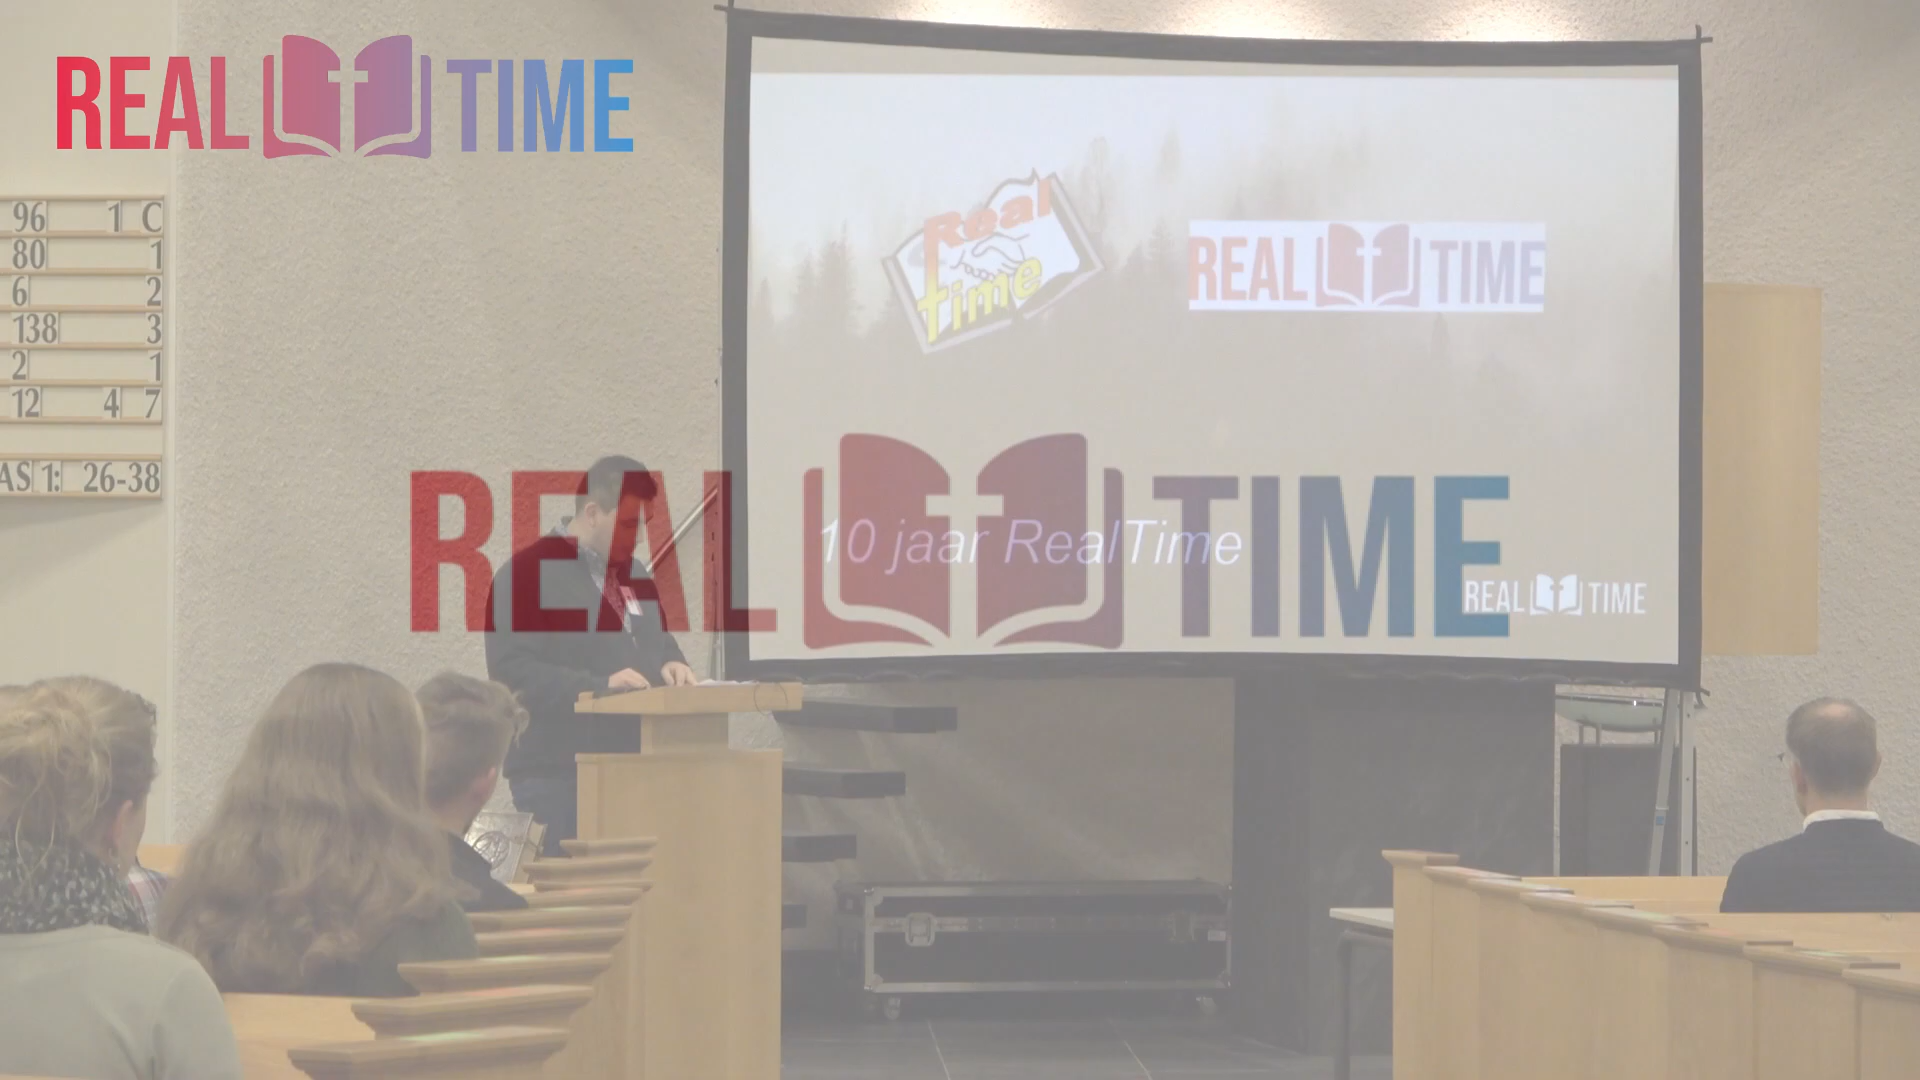 REAL TIME
96 1 C
80 1
6 2
138 3
2 1
12 4 7
AS 1: 26-38
Real
time
REAL TIME
REAL TIME
10 jaar RealTime
REAL TIME